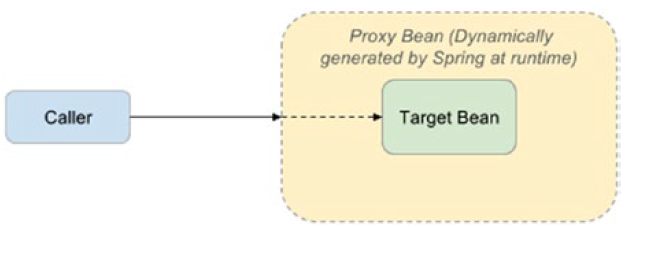 Proxy Bean (Dynamically
generated by Spring at runtime)
Caller
Target Bean